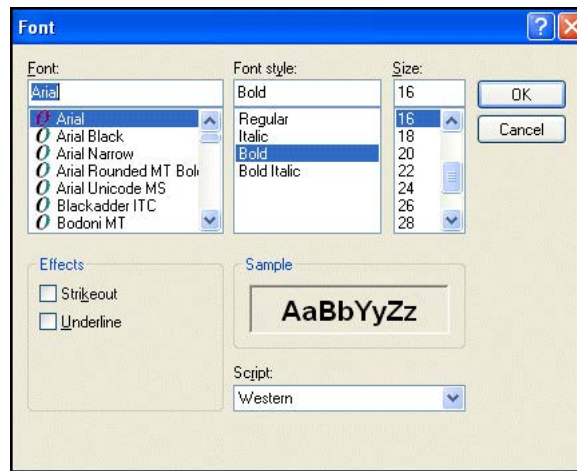 Font
Font:
Arial
Arial
Arial Black
Arial Narrow
Arial Rounded MT Bol
Arial Unicode MS
Blackadder ITC
Bodoni MT
Font style:
Bold
Regular
Italic
Bold
Bold Italic
Size:
16
16
18
20
22
24
26
28
OK
Cancel
Effects
Strikeout
Underline
Sample
AaBbYyZz
Script:
Western